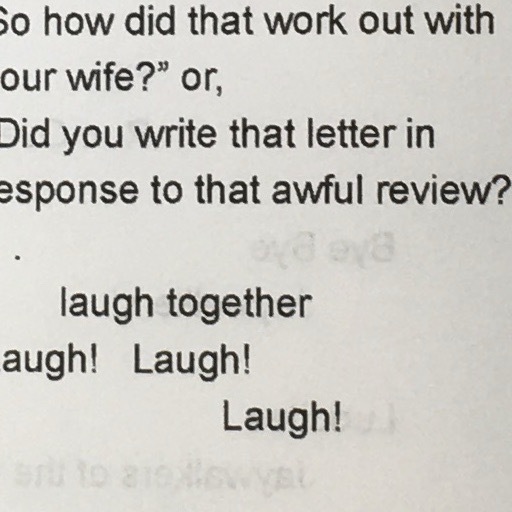 So how did that work out with
our wife?" or,
Did you write that letter in
esponse to that awful review?
.
laugh together
augh! Laugh!
Laugh!